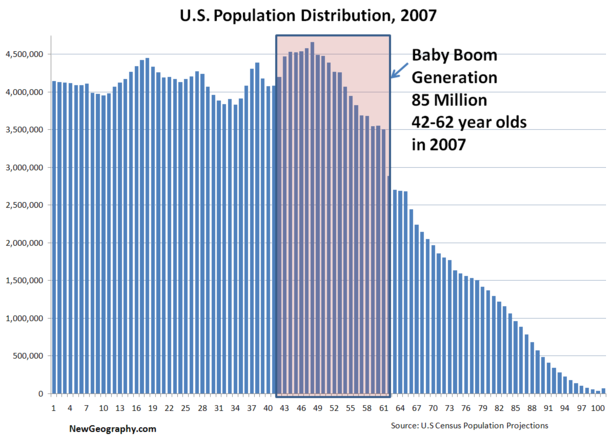 U.S. Population Distribution, 2007
4,500,000
4,000,000
3,500,000
3,000,000
2,500,000
2,000,000
1,500,000
1,000,000
500,000
0
Baby Boom
Generation
85 Million
42-62 year olds
in 2007
1 4 7 10 13 16 19 22 25 28 31 34 37 40 43 46 49 52 55 58 61 64 67 70 73 76 79 82 85 88 91 94 97 100
NewGeography.com
Source: U.S Census Population Projections